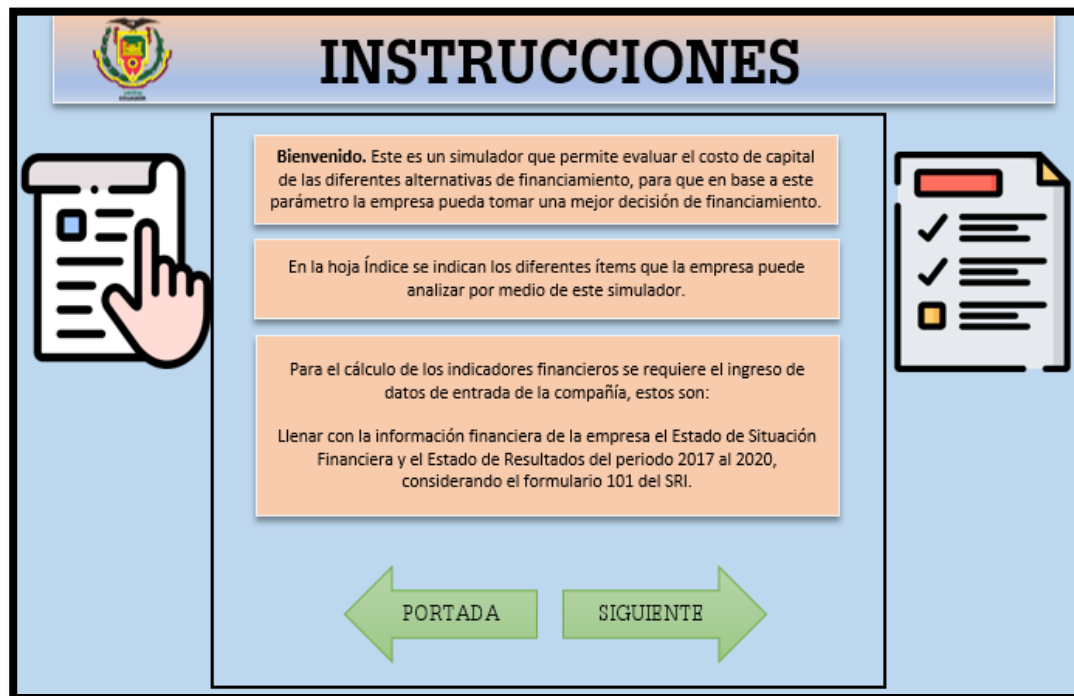 INSTRUCCIONES
ECUADOR
Bienvenido. Este es un simulador que permite evaluar el costo de capital
de las diferentes alternativas de financiamiento, para que en base a este
parámetro la empresa pueda tomar una mejor decisión de financiamiento.
En la hoja Índice se indican los diferentes ítems que la empresa puede
analizar por medio de este simulador.
Para el cálculo de los indicadores financieros se requiere el ingreso de
datos de entrada de la compañía, estos son:
Llenar con la información financiera de la empresa el Estado de Situación
Financiera y el Estado de Resultados del periodo 2017 al 2020,
considerando el formulario 101 del SRI.
PORTADA
SIGUIENTE